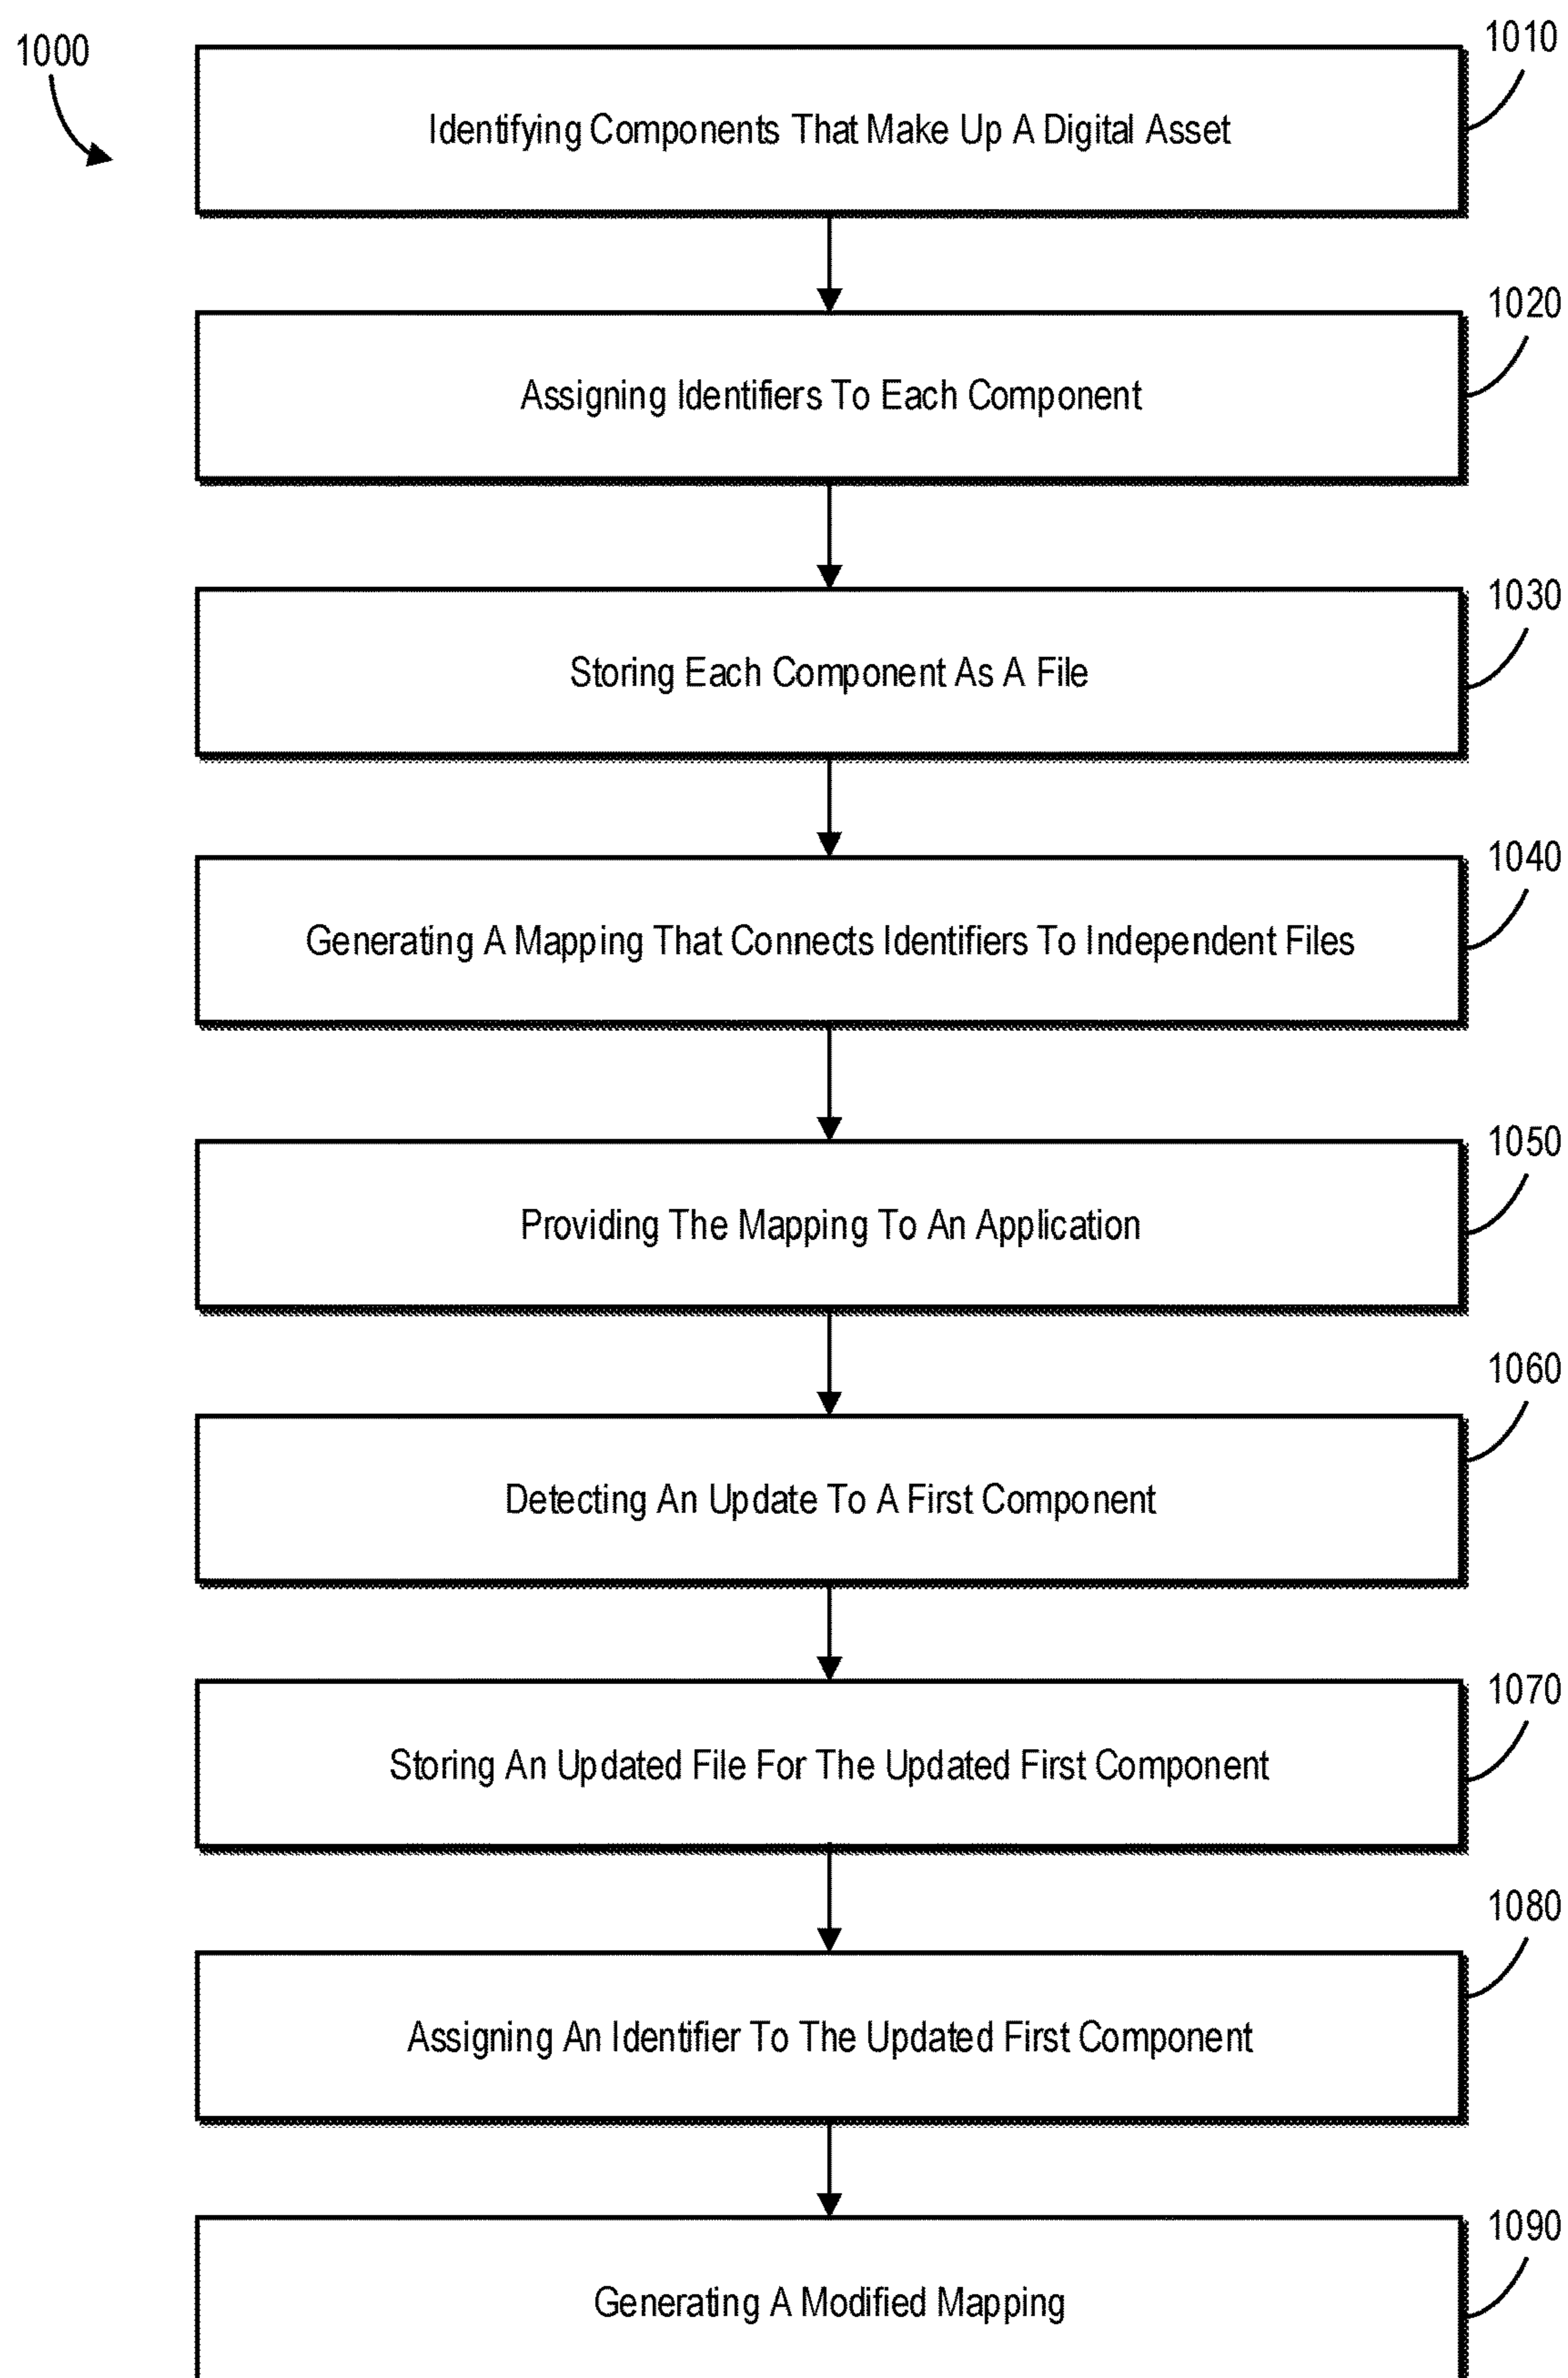 1000
1010
Identifying Components That Make Up A Digital Asset
1020
Assigning Identifiers To Each Component
1030
Storing Each Component As A File
1040
Generating A Mapping That Connects Identifiers To Independent Files
1050
Providing The Mapping To An Application
1060
Detecting An Update To A First Component
1070
Storing An Updated File For The Updated First Component
1080
Assigning An Identifier To The Updated First Component
1090
Generating A Modified Mapping